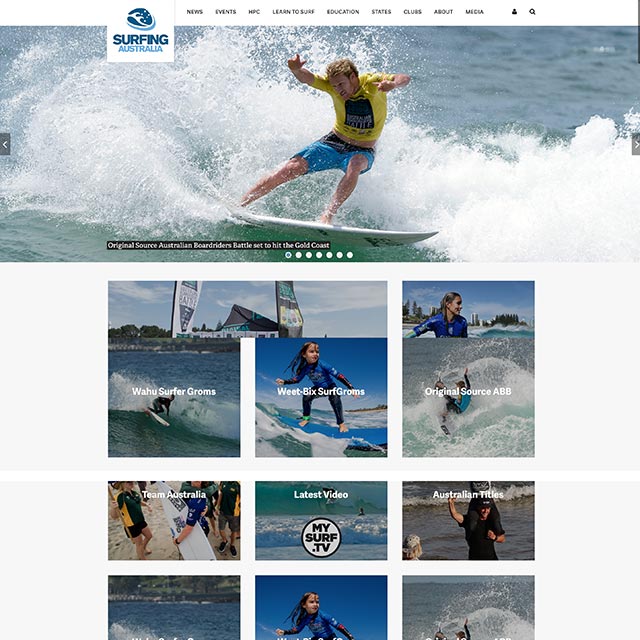 SURFING
AUSTRALIA
NEWS EVENTS HPC LEARN TO SURF EDUCATION STATES CLUBS ABOUT MEDIA
Original Source Australian Boardriders Battle set to hit the Gold Coast
Wahu Surfer Groms
Weet-Bix SurfGroms
Original Source ABB
Team Australia
Latest Video
MY
SURF
.TV
Australian Titles